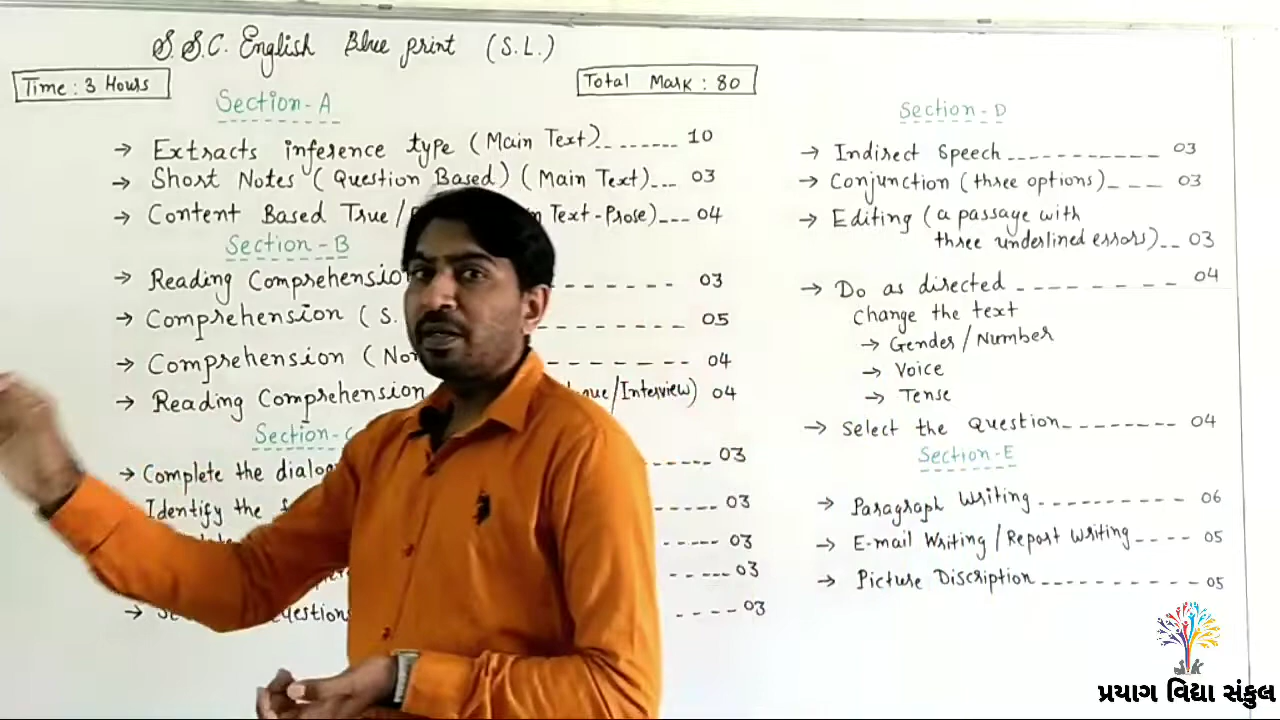 S.S.C. English Blue print (S.L.)
Time : 3 Hours
Total Mark : 80
Section-A
→ Extracts inference type (Main Text)........ 10
→ Short Notes (Question Based) (Main Text)... 03
→ Content Based True/ Text-Prose)--- 04
Section-B
→ Reading Comprehension ------- 03
→ Comprehension (S. -------- 05
→ Comprehension ( -------- 04
→ Reading Comprehension /Interview) 04
Section-C
→ Complete the ------ 03
Identify the ----- 03
----- 03
----- 03
→ ---- 03
Section-D
→ Indirect Speech ----------- 03
→ Conjunction (three options) --- 03
→ Editing (a passage with
three underlined errors) -- 03
→ Do as directed --------- 04
Change the text
→ Gender/Number
→ Voice
→ Tense
→ Select the Question -------- 04
Section-E
→ Paragraph Writing ---------- 06
→ E-mail Writing/Report Writing ---- 05
→ Picture Discription ----------- 05
પ્રયાગ વિદ્યા સંકુલ